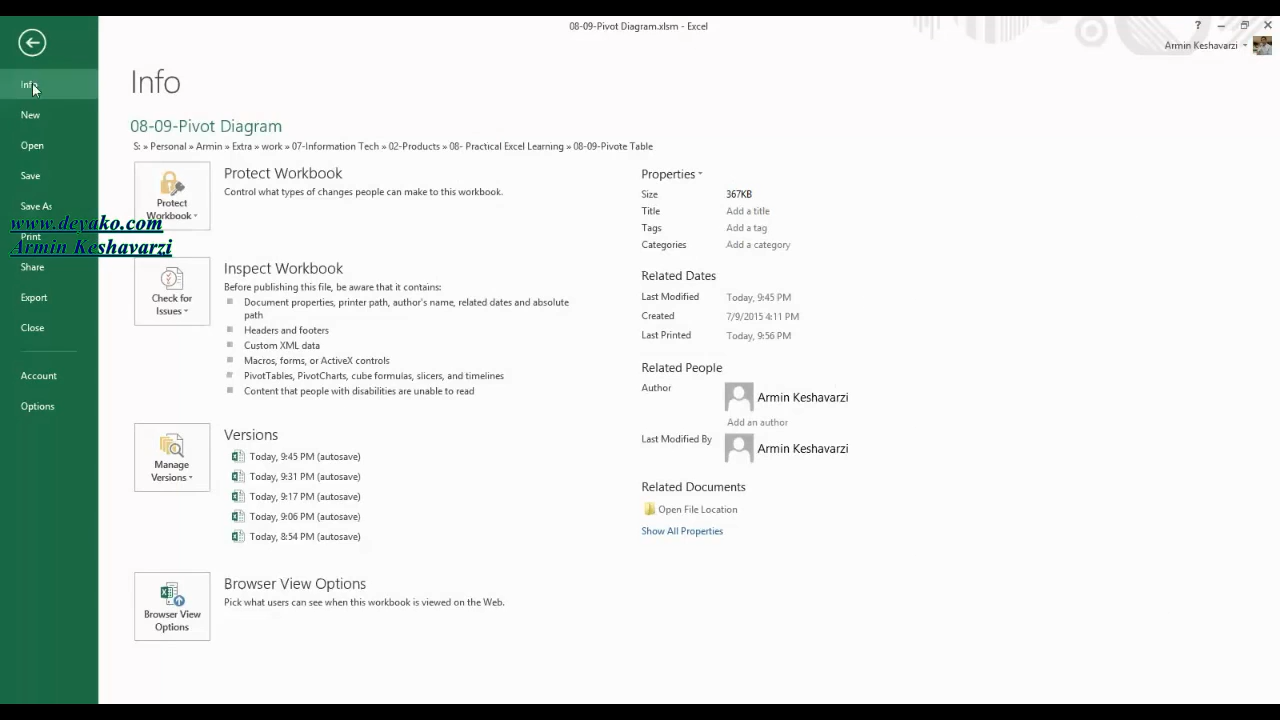 08-09-Pivot Diagram.xlsm - Excel
?
Armin Keshavarzi
Info
New
Open
Save
Save As
www.deyako.com
Print
Armin Keshavarzi
Share
Export
Close
Account
Options
Info
08-09-Pivot Diagram
S: » Personal » Armin » Extra » work » 07-Information Tech » 02-Products » 08- Practical Excel Learning » 08-09-Pivote Table
Protect
Workbook
Protect Workbook
Control what types of changes people can make to this workbook.
Check for
Issues
Inspect Workbook
Before publishing this file, be aware that it contains:
Document properties, printer path, author's name, related dates and absolute
path
Headers and footers
Custom XML data
Macros, forms, or ActiveX controls
PivotTables, PivotCharts, cube formulas, slicers, and timelines
Content that people with disabilities are unable to read
Manage
Versions
Versions
Today, 9:45 PM (autosave)
Today, 9:31 PM (autosave)
Today, 9:17 PM (autosave)
Today, 9:06 PM (autosave)
Today, 8:54 PM (autosave)
Browser View
Options
Browser View Options
Pick what users can see when this workbook is viewed on the Web.
Properties
Size 367KB
Title Add a title
Tags Add a tag
Categories Add a category
Related Dates
Last Modified Today, 9:45 PM
Created 7/9/2015 4:11 PM
Last Printed Today, 9:56 PM
Related People
Author Armin Keshavarzi
Add an author
Last Modified By Armin Keshavarzi
Related Documents
Open File Location
Show All Properties